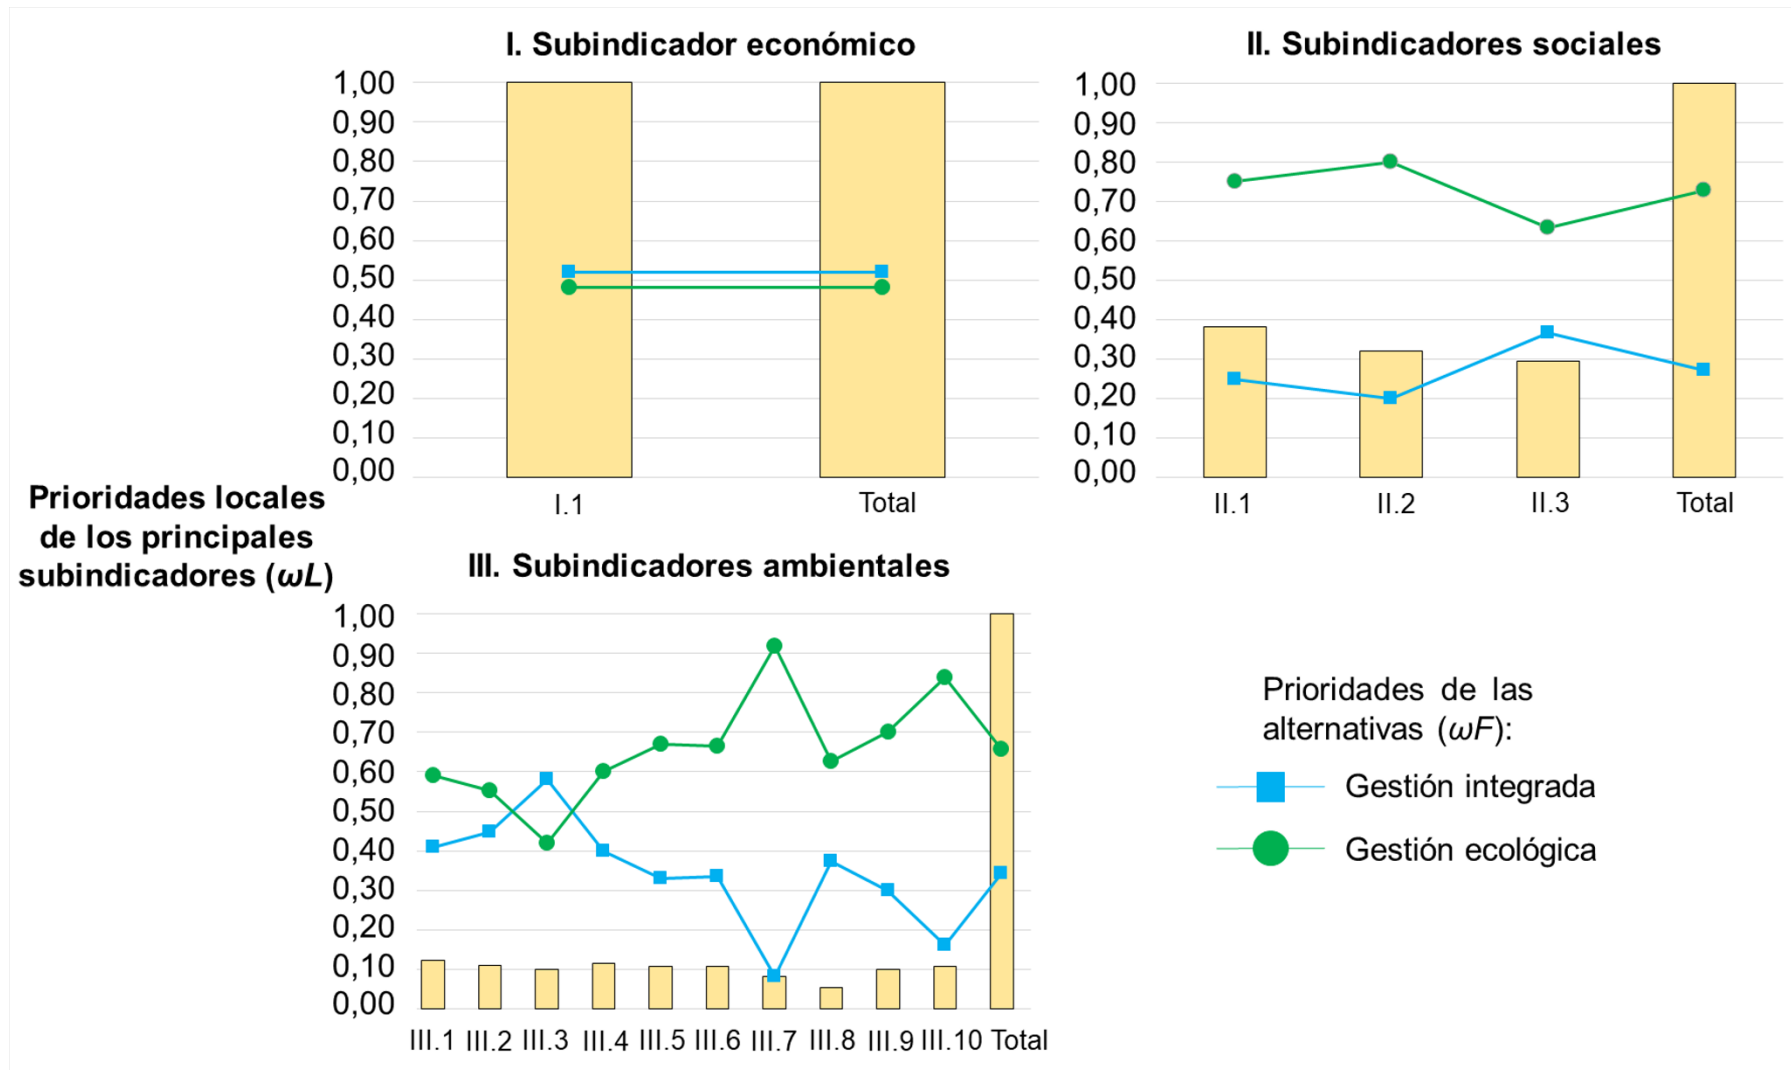 I. Subindicador económico
1,00
0,90
0,80
0,70
0,60
0,50
0,40
0,30
0,20
0,10
0,00
I.1 Total
II. Subindicadores sociales
1,00
0,90
0,80
0,70
0,60
0,50
0,40
0,30
0,20
0,10
0,00
II.1 II.2 II.3 Total
Prioridades locales
de los principales
subindicadores (ωL)
III. Subindicadores ambientales
1,00
0,90
0,80
0,70
0,60
0,50
0,40
0,30
0,20
0,10
0,00
III.1 III.2 III.3 III.4 III.5 III.6 III.7 III.8 III.9 III.10 Total
Prioridades de las
alternativas (ωF):
Gestión integrada
Gestión ecológica